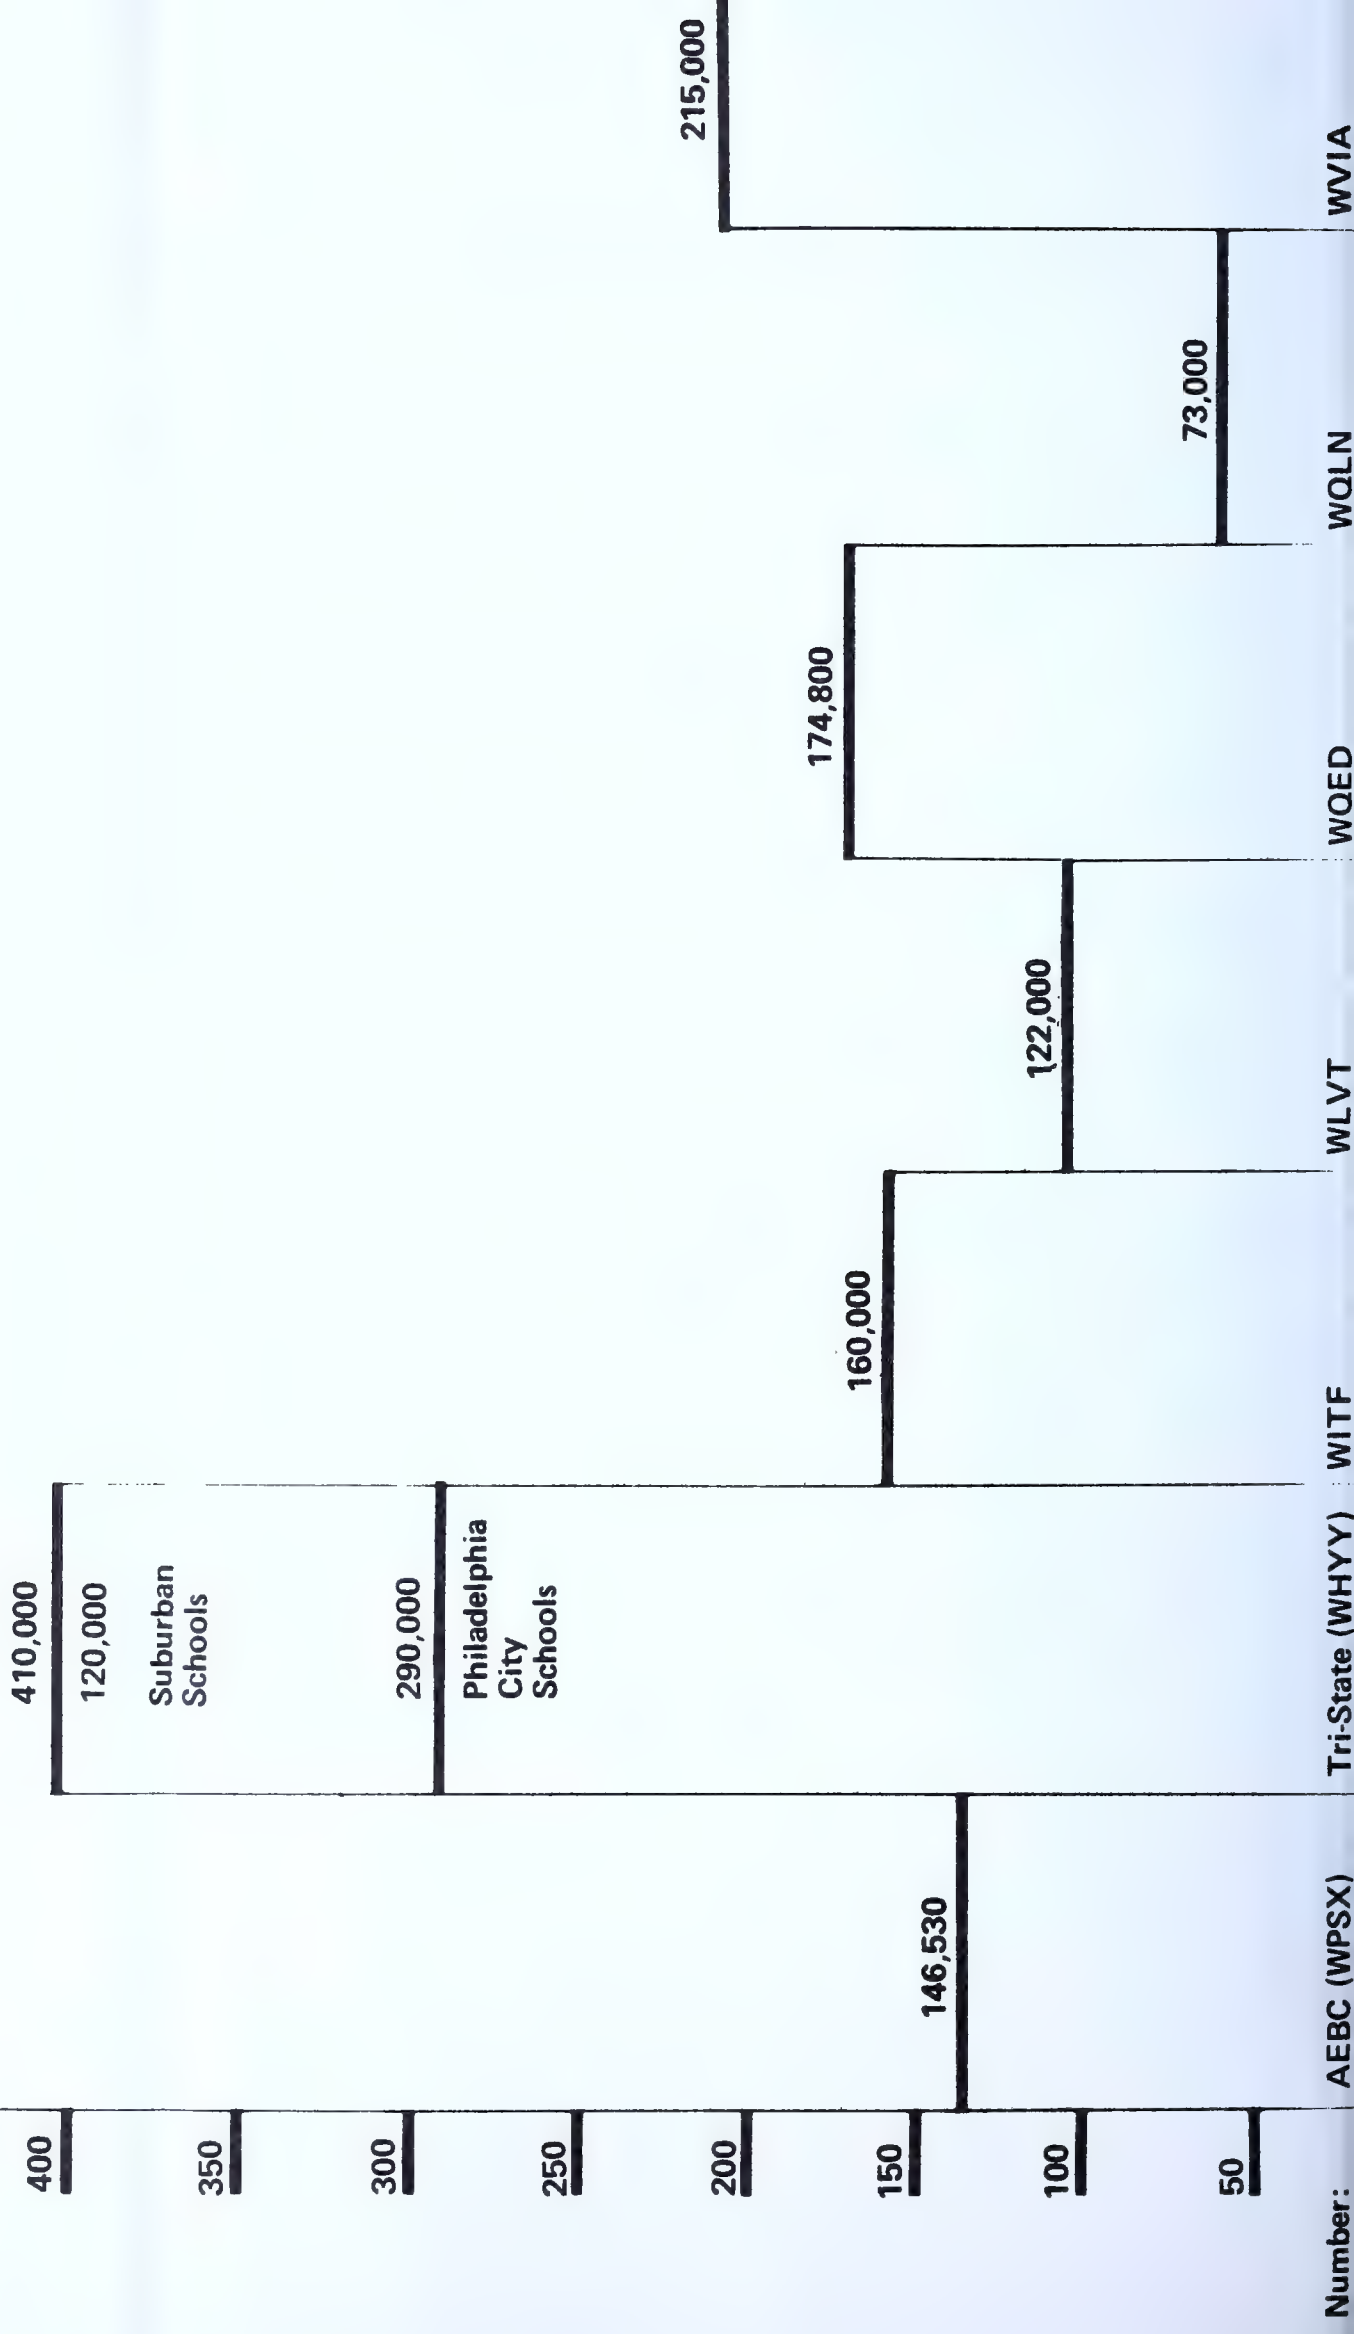 410,000
120,000
Suburban
Schools
290,000
Philadelphia
City
Schools
146,530
160,000
122,000
174,800
73,000
215,000
400
350
300
250
200
150
100
50
Number: AEBC (WPSX) Tri-State (WHYY) WITF WLVT WQED WQLN WVIA